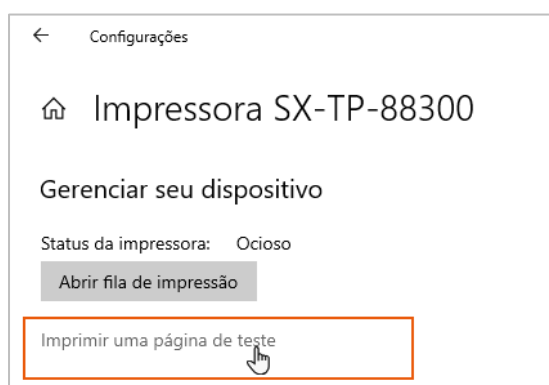 Configurações
Impressora SX-TP-88300
Gerenciar seu dispositivo
Status da impressora: Ocioso
Abrir fila de impressão
Imprimir uma página de teste